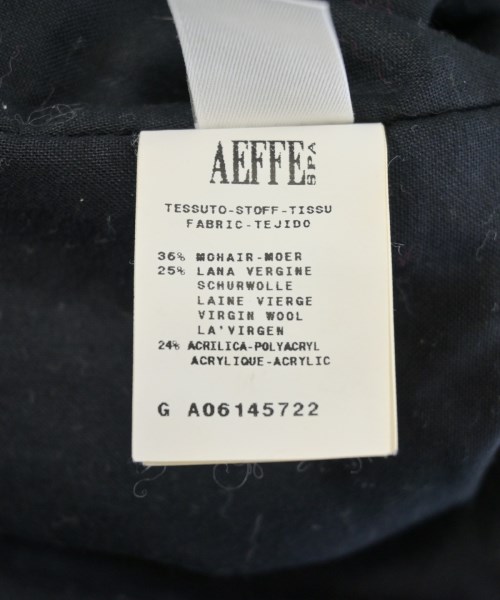 AEFFE SPA
TESSUTO-STOFF-TISSU
FABRIC-TEJIDO
36% MOHAIR-MOER
25% LANA VERGINE
SCHURWOLLE
LAINE VIERGE
VIRGIN WOOL
LA'VIRGEN
24% ACRILICA-POLYACRYL
ACRYLIQUE-ACRYLIC
G A06145722